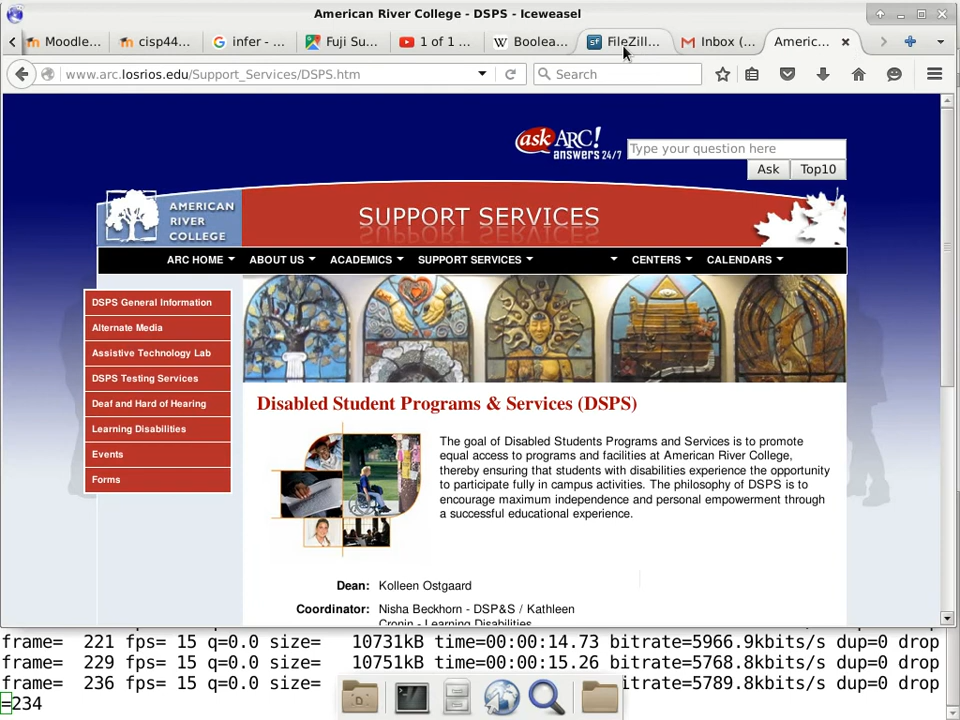 American River College - DSPS - Iceweasel
Moodle... cisp44... infer - ... Fuji Su... 1 of 1 ... Boolea... FileZill... Inbox (... Americ...
www.arc.losrios.edu/Support_Services/DSPS.htm
Search
ask ARC!
answers 24/7
Type your question here
Ask Top10
AMERICAN
RIVER
COLLEGE
SUPPORT SERVICES
ARC HOME ABOUT US ACADEMICS SUPPORT SERVICES CENTERS CALENDARS
DSPS General Information
Alternate Media
Assistive Technology Lab
DSPS Testing Services
Deaf and Hard of Hearing
Learning Disabilities
Events
Forms
Disabled Student Programs & Services (DSPS)
The goal of Disabled Students Programs and Services is to promote
equal access to programs and facilities at American River College,
thereby ensuring that students with disabilities experience the opportunity
to participate fully in campus activities. The philosophy of DSPS is to
encourage maximum independence and personal empowerment through
a successful educational experience.
Dean: Kolleen Ostgaard
Coordinator: Nisha Beckhorn - DSP&S / Kathleen
Cronin - Learning Disabilities
frame= 221 fps= 15 q=0.0 size= 10731kB time=00:00:14.73 bitrate=5966.9kbits/s dup=0 drop
frame= 229 fps= 15 q=0.0 size= 10751kB time=00:00:15.26 bitrate=5768.8kbits/s dup=0 drop
frame= 236 fps= 15 q=0.0 size= itrate=5789.8kbits/s dup=0 drop
=234